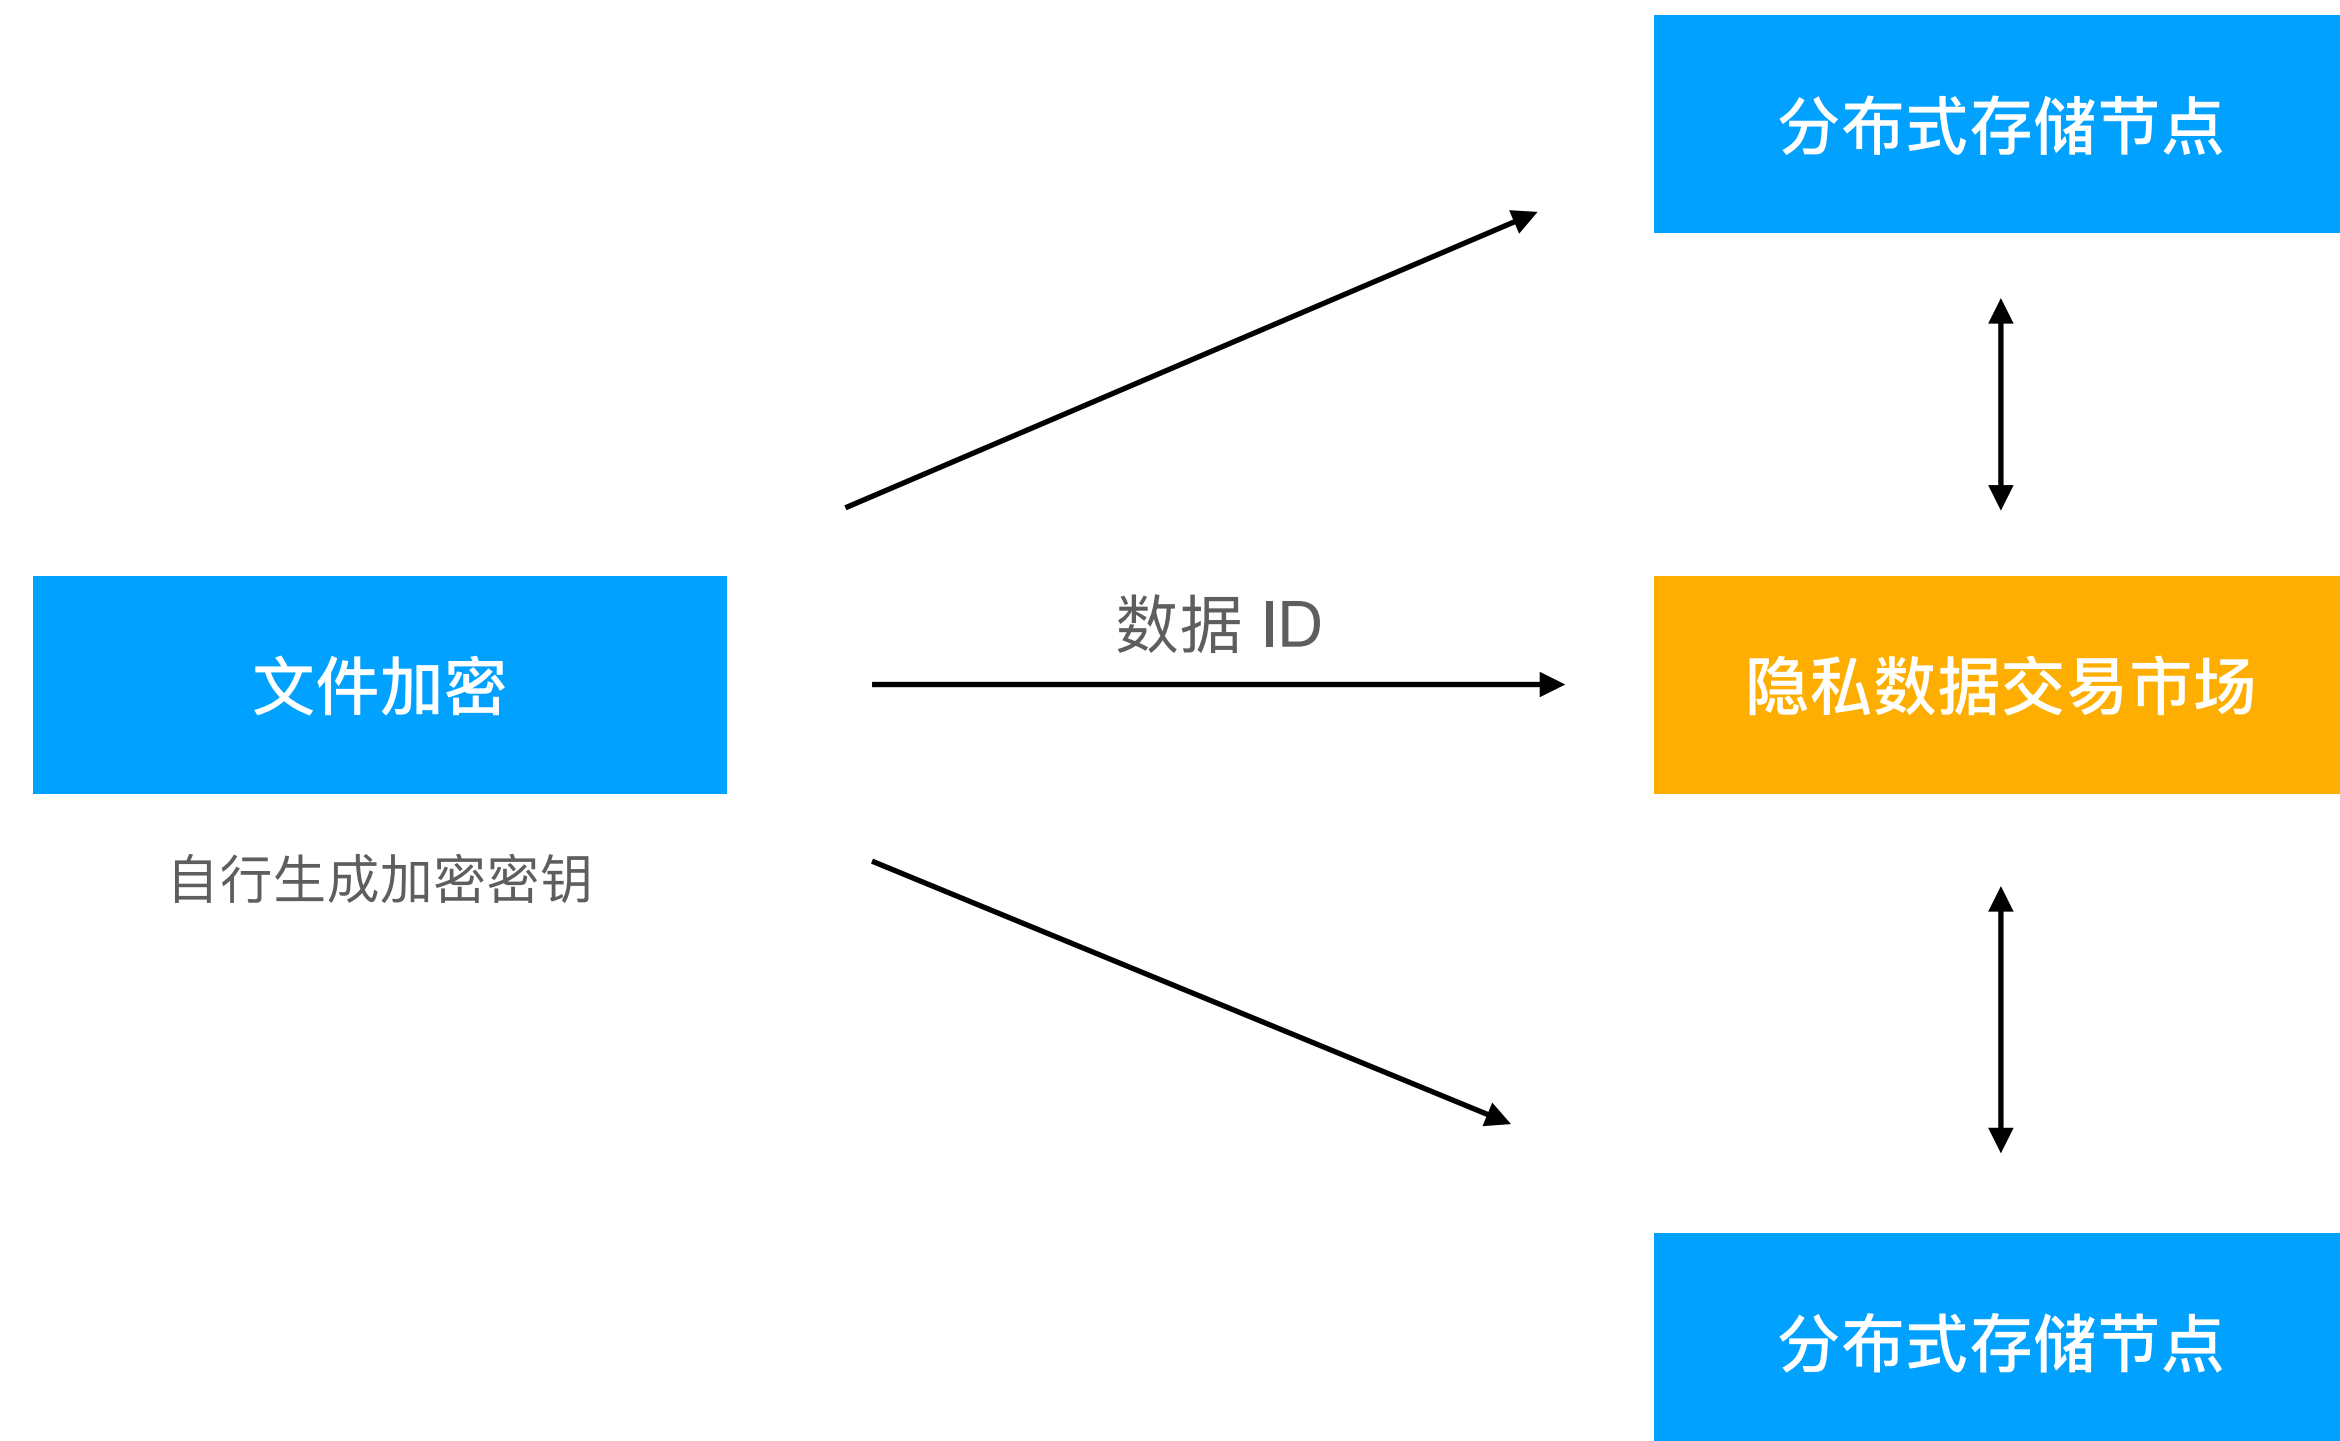 分布式存储节点
数据 ID
文件加密
隐私数据交易市场
自行生成加密密钥
分布式存储节点